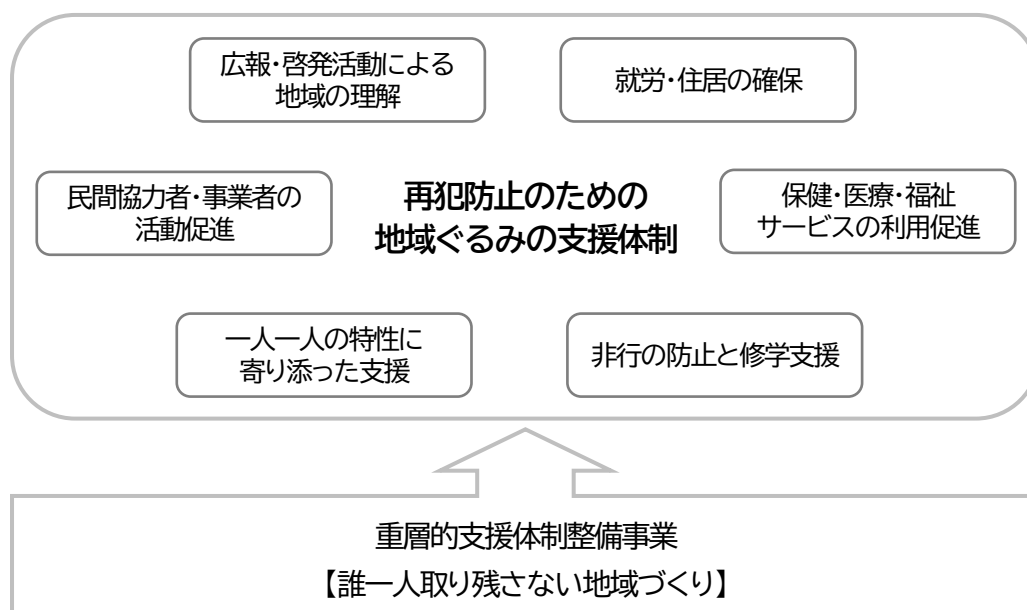 広報・啓発活動による
地域の理解
就労・住居の確保
民間協力者・事業者の
活動促進
再犯防止のための
地域ぐるみの支援体制
保健・医療・福祉
サービスの利用促進
一人一人の特性に
寄り添った支援
非行の防止と修学支援
重層的支援体制整備事業
【誰一人取り残さない地域づくり】